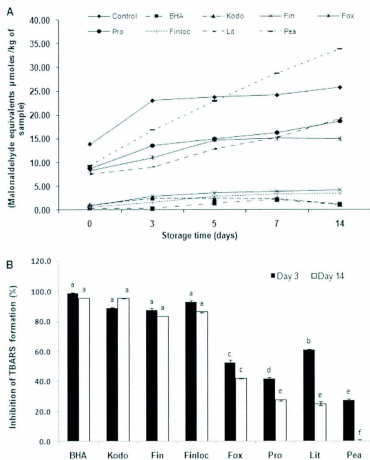 A
Control BHA Kodo Fin Fox
Pro Finloc Lit Pea
(Malonaldehyde equivalents µmoles /kg of sample)
40.00
35.00
30.00
25.00
20.00
15.00
10.00
5.00
0.00
0 3 5 7 14
Storage time (days)
B
Inhibition of TBARS formation (%)
120.0
100.0
80.0
60.0
40.0
20.0
0.0
Day 3 Day 14
a a a a a a a a c c d e b e e f
BHA Kodo Fin Finloc Fox Pro Lit Pea